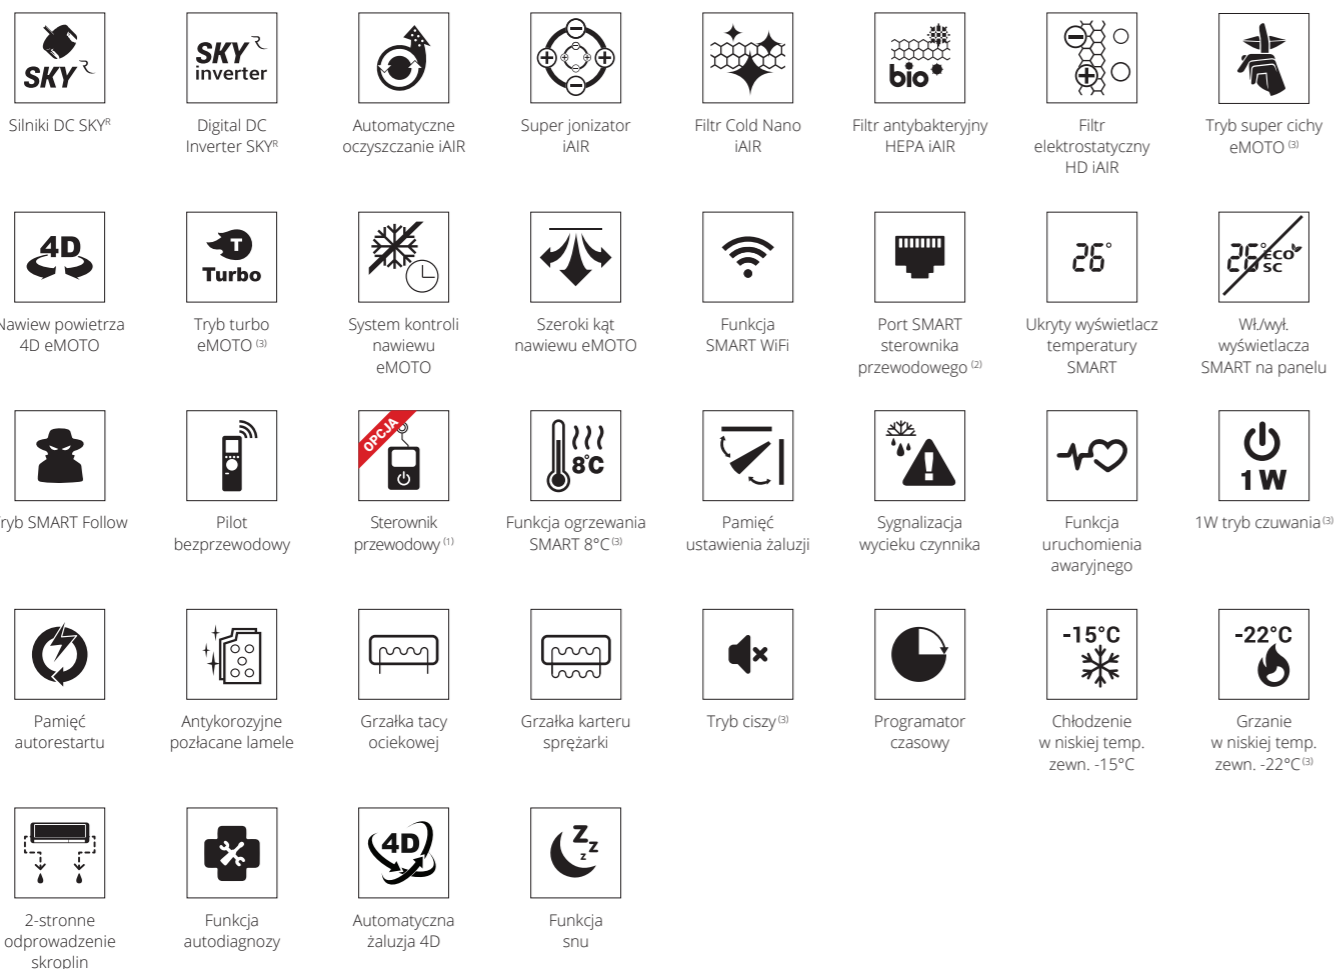 SKY R
SKY R
inverter
bio
Silniki DC SKYR
Digital DC
Inverter SKYR
Automatyczne
oczyszczanie iAIR
Super jonizator
iAIR
Filtr Cold Nano
iAIR
Filtr antybakteryjny
HEPA iAIR
Filtr
elektrostatyczny
HD iAIR
Tryb super cichy
eMOTO (3)
4D
T
Turbo
26°
26° ECO
SC
Nawiew powietrza
4D eMOTO
Tryb turbo
eMOTO (3)
System kontroli
nawiewu
eMOTO
Szeroki kąt
nawiewu eMOTO
Funkcja
SMART WiFi
Port SMART
sterownika
przewodowego (2)
Ukryty wyświetlacz
temperatury
SMART
Wł./wył.
wyświetlacza
SMART na panelu
OPCJA
8°C
1W
Tryb SMART Follow
Pilot
bezprzewodowy
Sterownik
przewodowy (1)
Funkcja ogrzewania
SMART 8°C (3)
Pamięć
ustawienia żaluzji
Sygnalizacja
wycieku czynnika
Funkcja
uruchomienia
awaryjnego
1W tryb czuwania (3)
-15°C
-22°C
Pamięć
autorestartu
Antykorozyjne
pozłacane lamele
Grzałka tacy
ociekowej
Grzałka karteru
sprężarki
Tryb ciszy (3)
Programator
czasowy
Chłodzenie
w niskiej temp.
zewn. -15°C
Grzanie
w niskiej temp.
zewn. -22°C (3)
4D
Z z z
2-stronne
odprowadzenie
skroplin
Funkcja
autodiagnozy
Automatyczna
żaluzja 4D
Funkcja
snu